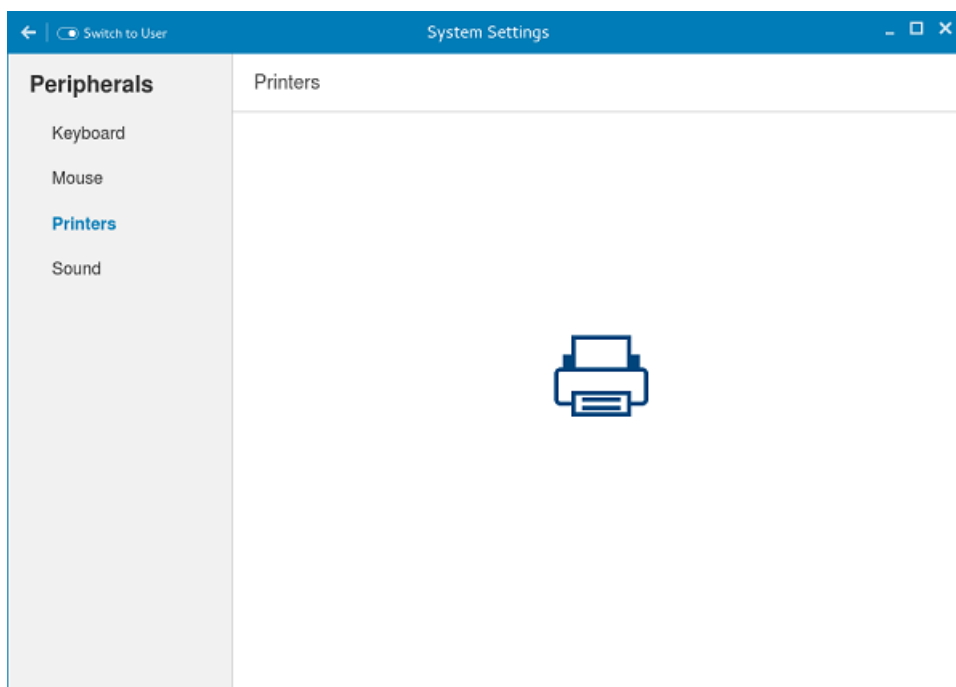 Switch to User
System Settings
Peripherals
Printers
Keyboard
Mouse
Printers
Sound